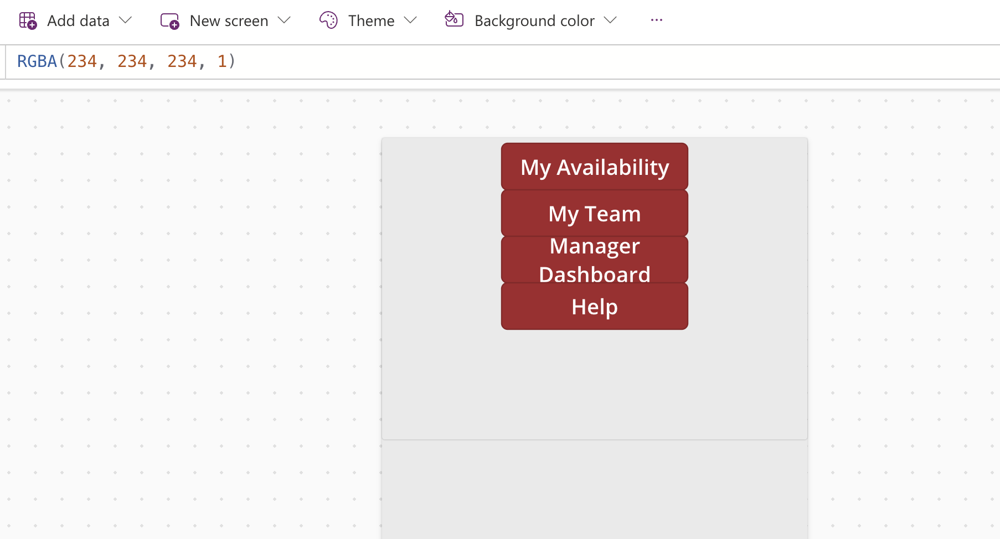 Add data
New screen
Theme
Background color
RGBA(234, 234, 234, 1)
My Availability
My Team
Manager
Dashboard
Help